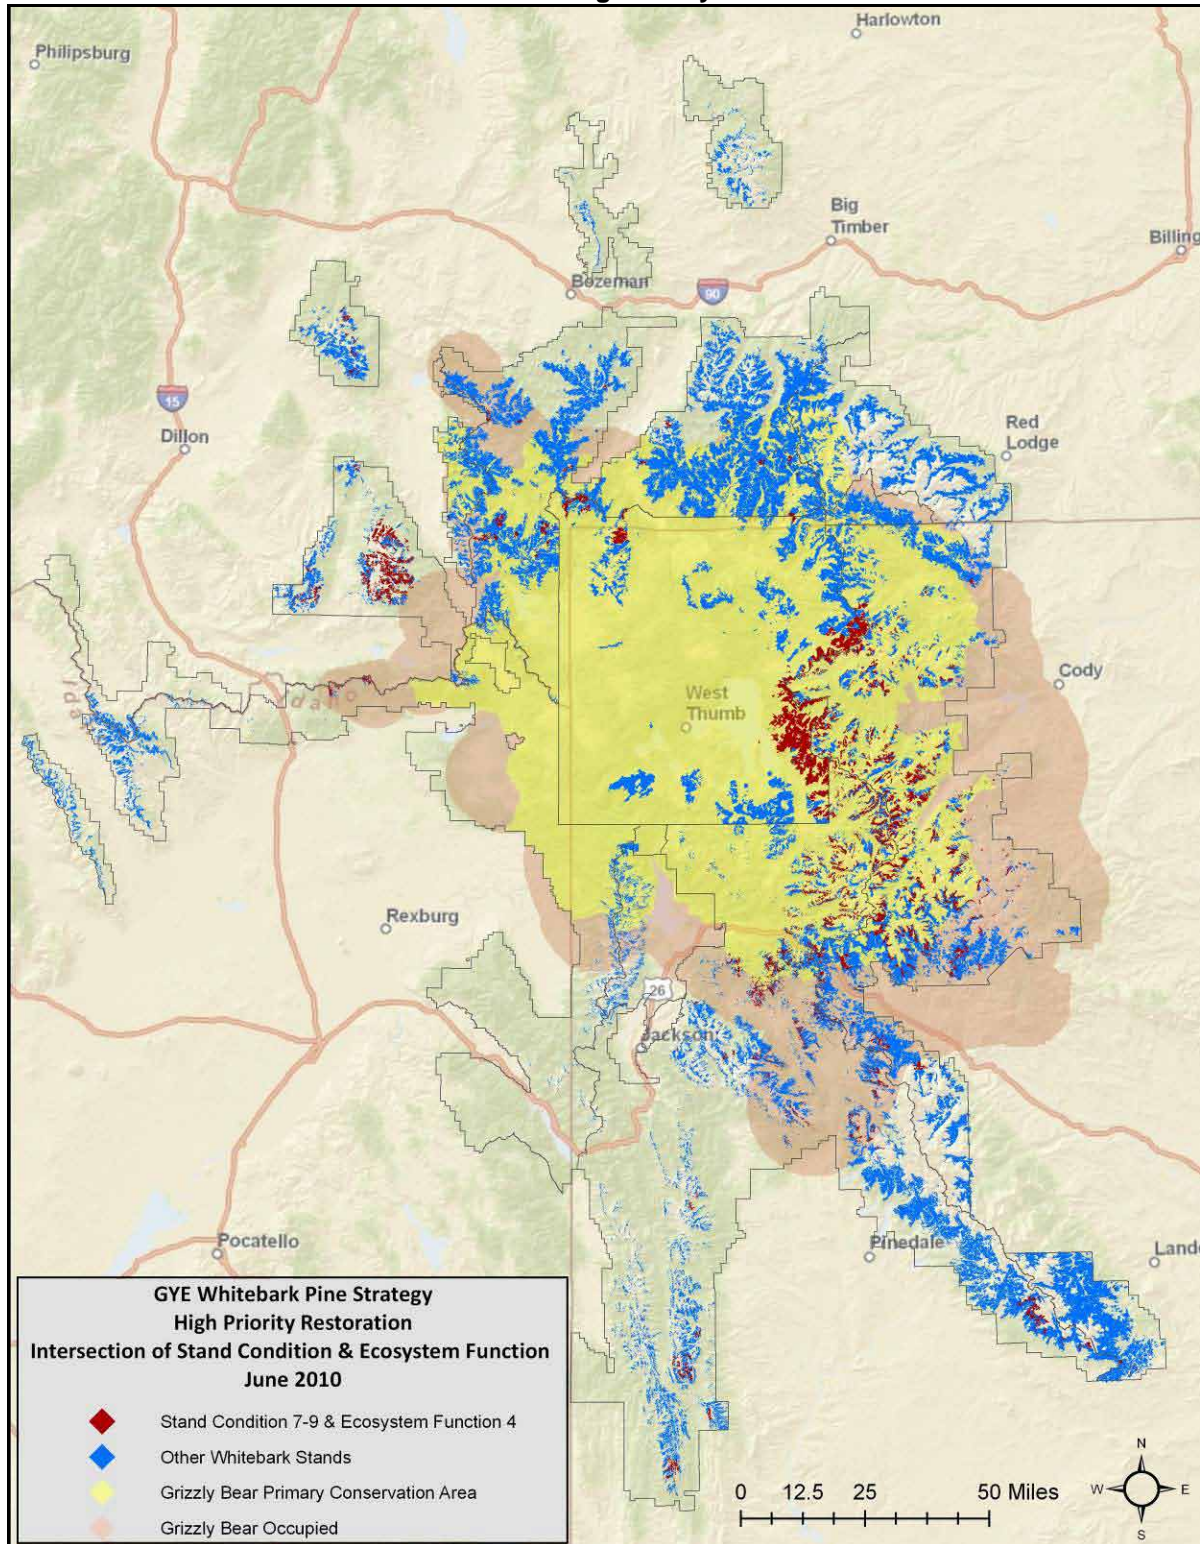 Harlowton
Philipsburg
Big
Timber
Billing
Bozeman
90
15
Dillon
Red
Lodge
Cody
West
Thumb
Ida
Idaho
Rexburg
26
Jackson
Pocatello
Pinedale
Lande
GYE Whitebark Pine Strategy
High Priority Restoration
Intersection of Stand Condition & Ecosystem Function
June 2010
Stand Condition 7-9 & Ecosystem Function 4
Other Whitebark Stands
Grizzly Bear Primary Conservation Area
Grizzly Bear Occupied
0 12.5 25 50 Miles
N
W E
S